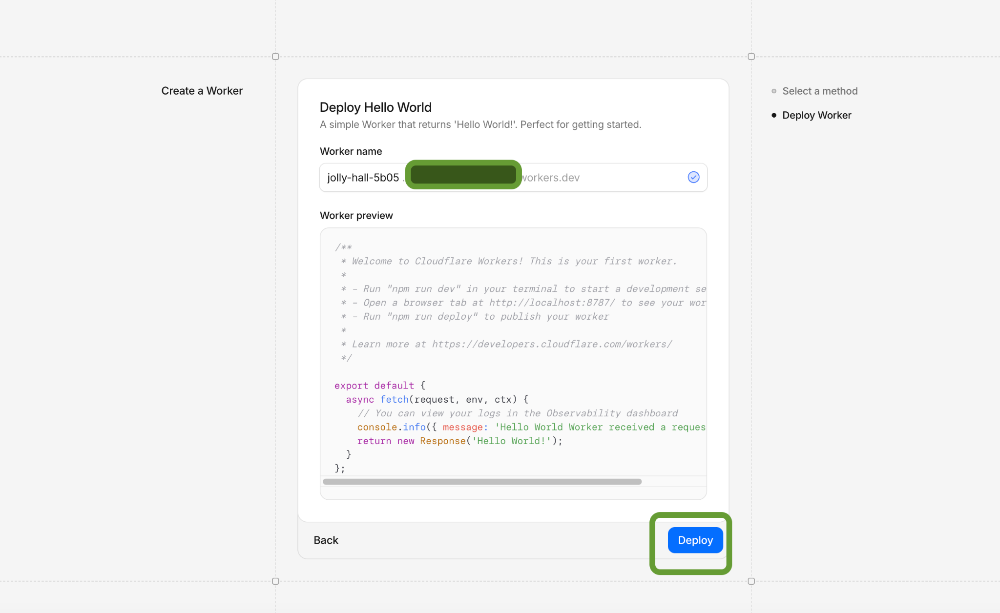 Create a Worker
Deploy Hello World
A simple Worker that returns 'Hello World!'. Perfect for getting started.
Worker name
jolly-hall-5b05 . workers.dev
Worker preview
/**
 * Welcome to Cloudflare Workers! This is your first worker.
 *
 * - Run "npm run dev" in your terminal to start a development se
 * - Open a browser tab at http://localhost:8787/ to see your wor
 * - Run "npm run deploy" to publish your worker
 *
 * Learn more at https://developers.cloudflare.com/workers/
 */
export default {
  async fetch(request, env, ctx) {
    // You can view your logs in the Observability dashboard
    console.info({ message: 'Hello World Worker received a reques
    return new Response('Hello World!');
  }
};
Back
Deploy
Select a method
Deploy Worker